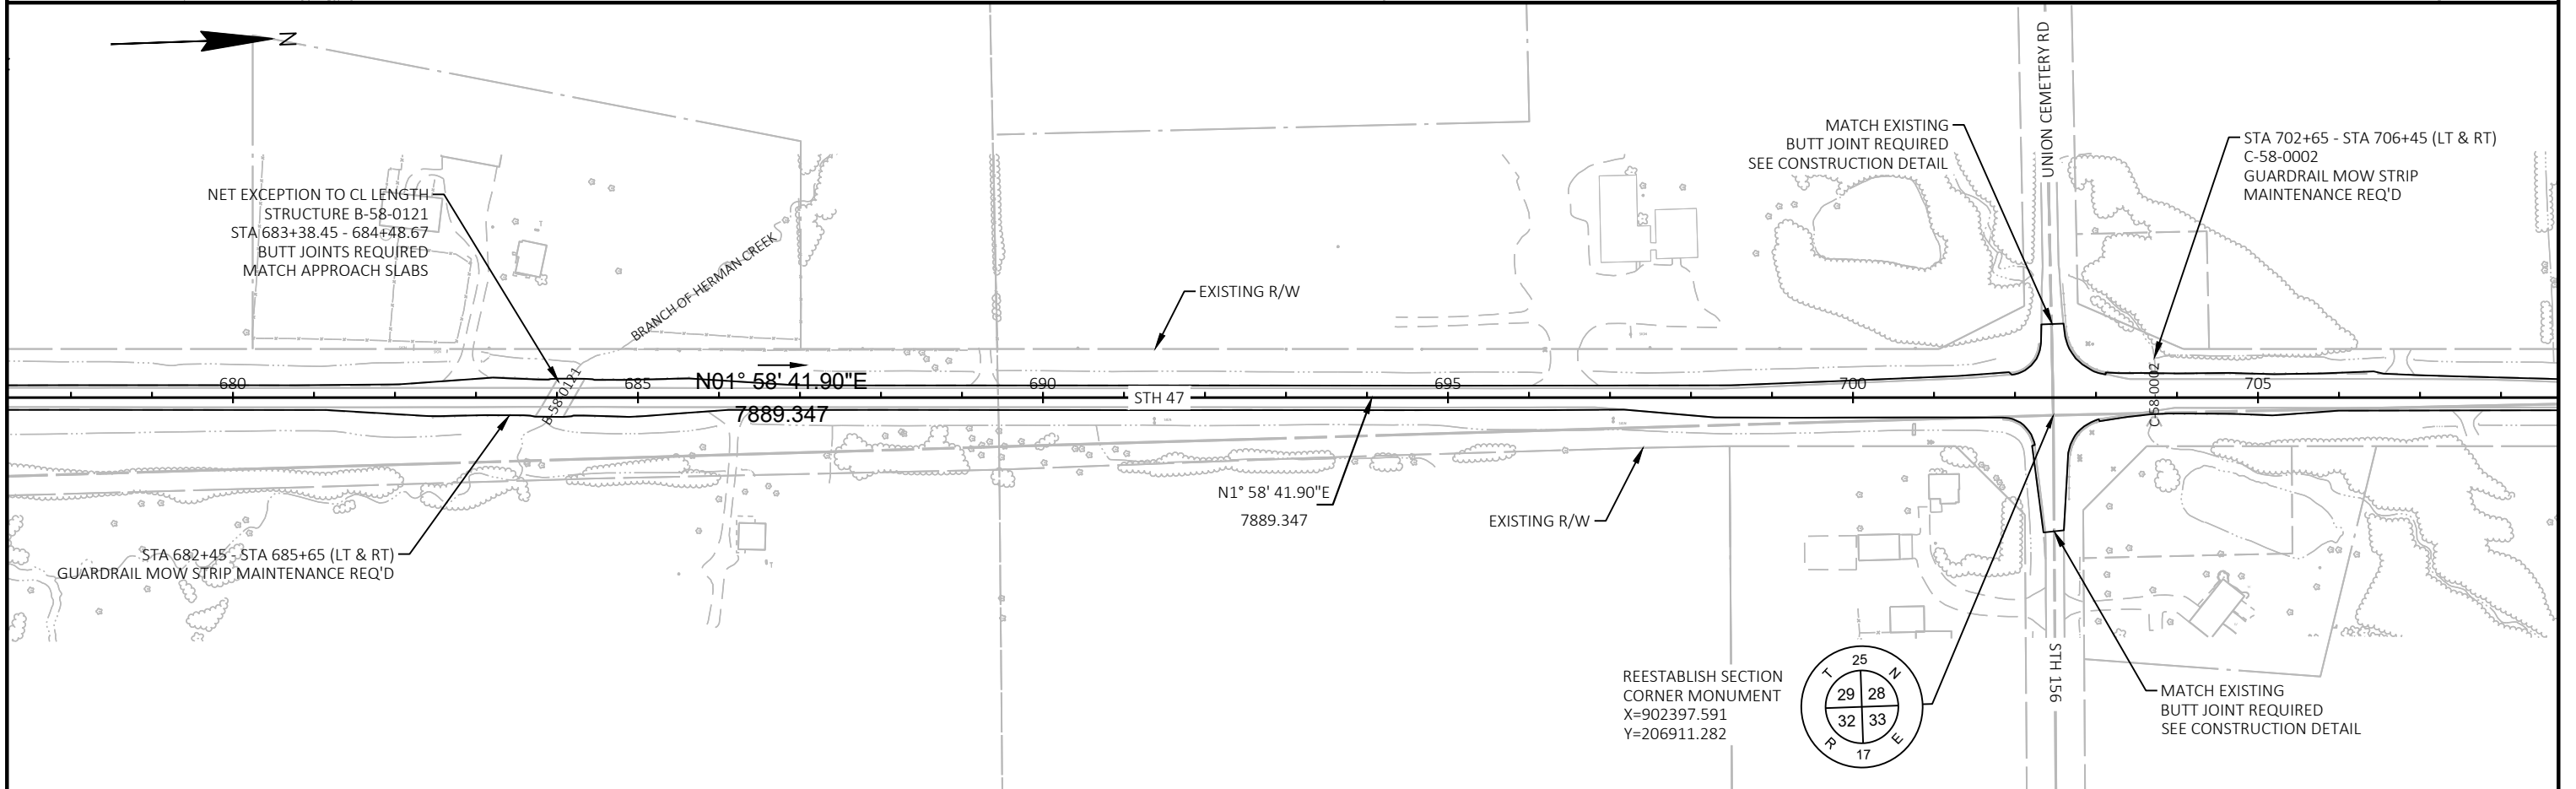 N
UNION CEMETERY RD
MATCH EXISTING
BUTT JOINT REQUIRED
SEE CONSTRUCTION DETAIL
STA 702+65 - STA 706+45 (LT & RT)
C-58-0002
GUARDRAIL MOW STRIP
MAINTENANCE REQ'D
NET EXCEPTION TO CL LENGTH
STRUCTURE B-58-0121
STA 683+38.45 - 684+48.67
BUTT JOINTS REQUIRED
MATCH APPROACH SLABS
BRANCH OF HERMAN CREEK
EXISTING R/W
680
B-58-0121
685
N01° 58' 41.90"E
7889.347
690
STH 47
695
700
C-58-0002
705
N1° 58' 41.90"E
7889.347
EXISTING R/W
STA 682+45 - STA 685+65 (LT & RT)
GUARDRAIL MOW STRIP MAINTENANCE REQ'D
REESTABLISH SECTION
CORNER MONUMENT
X=902397.591
Y=206911.282
25
T N
29 28
32 33
R E
17
STH 156
MATCH EXISTING
BUTT JOINT REQUIRED
SEE CONSTRUCTION DETAIL